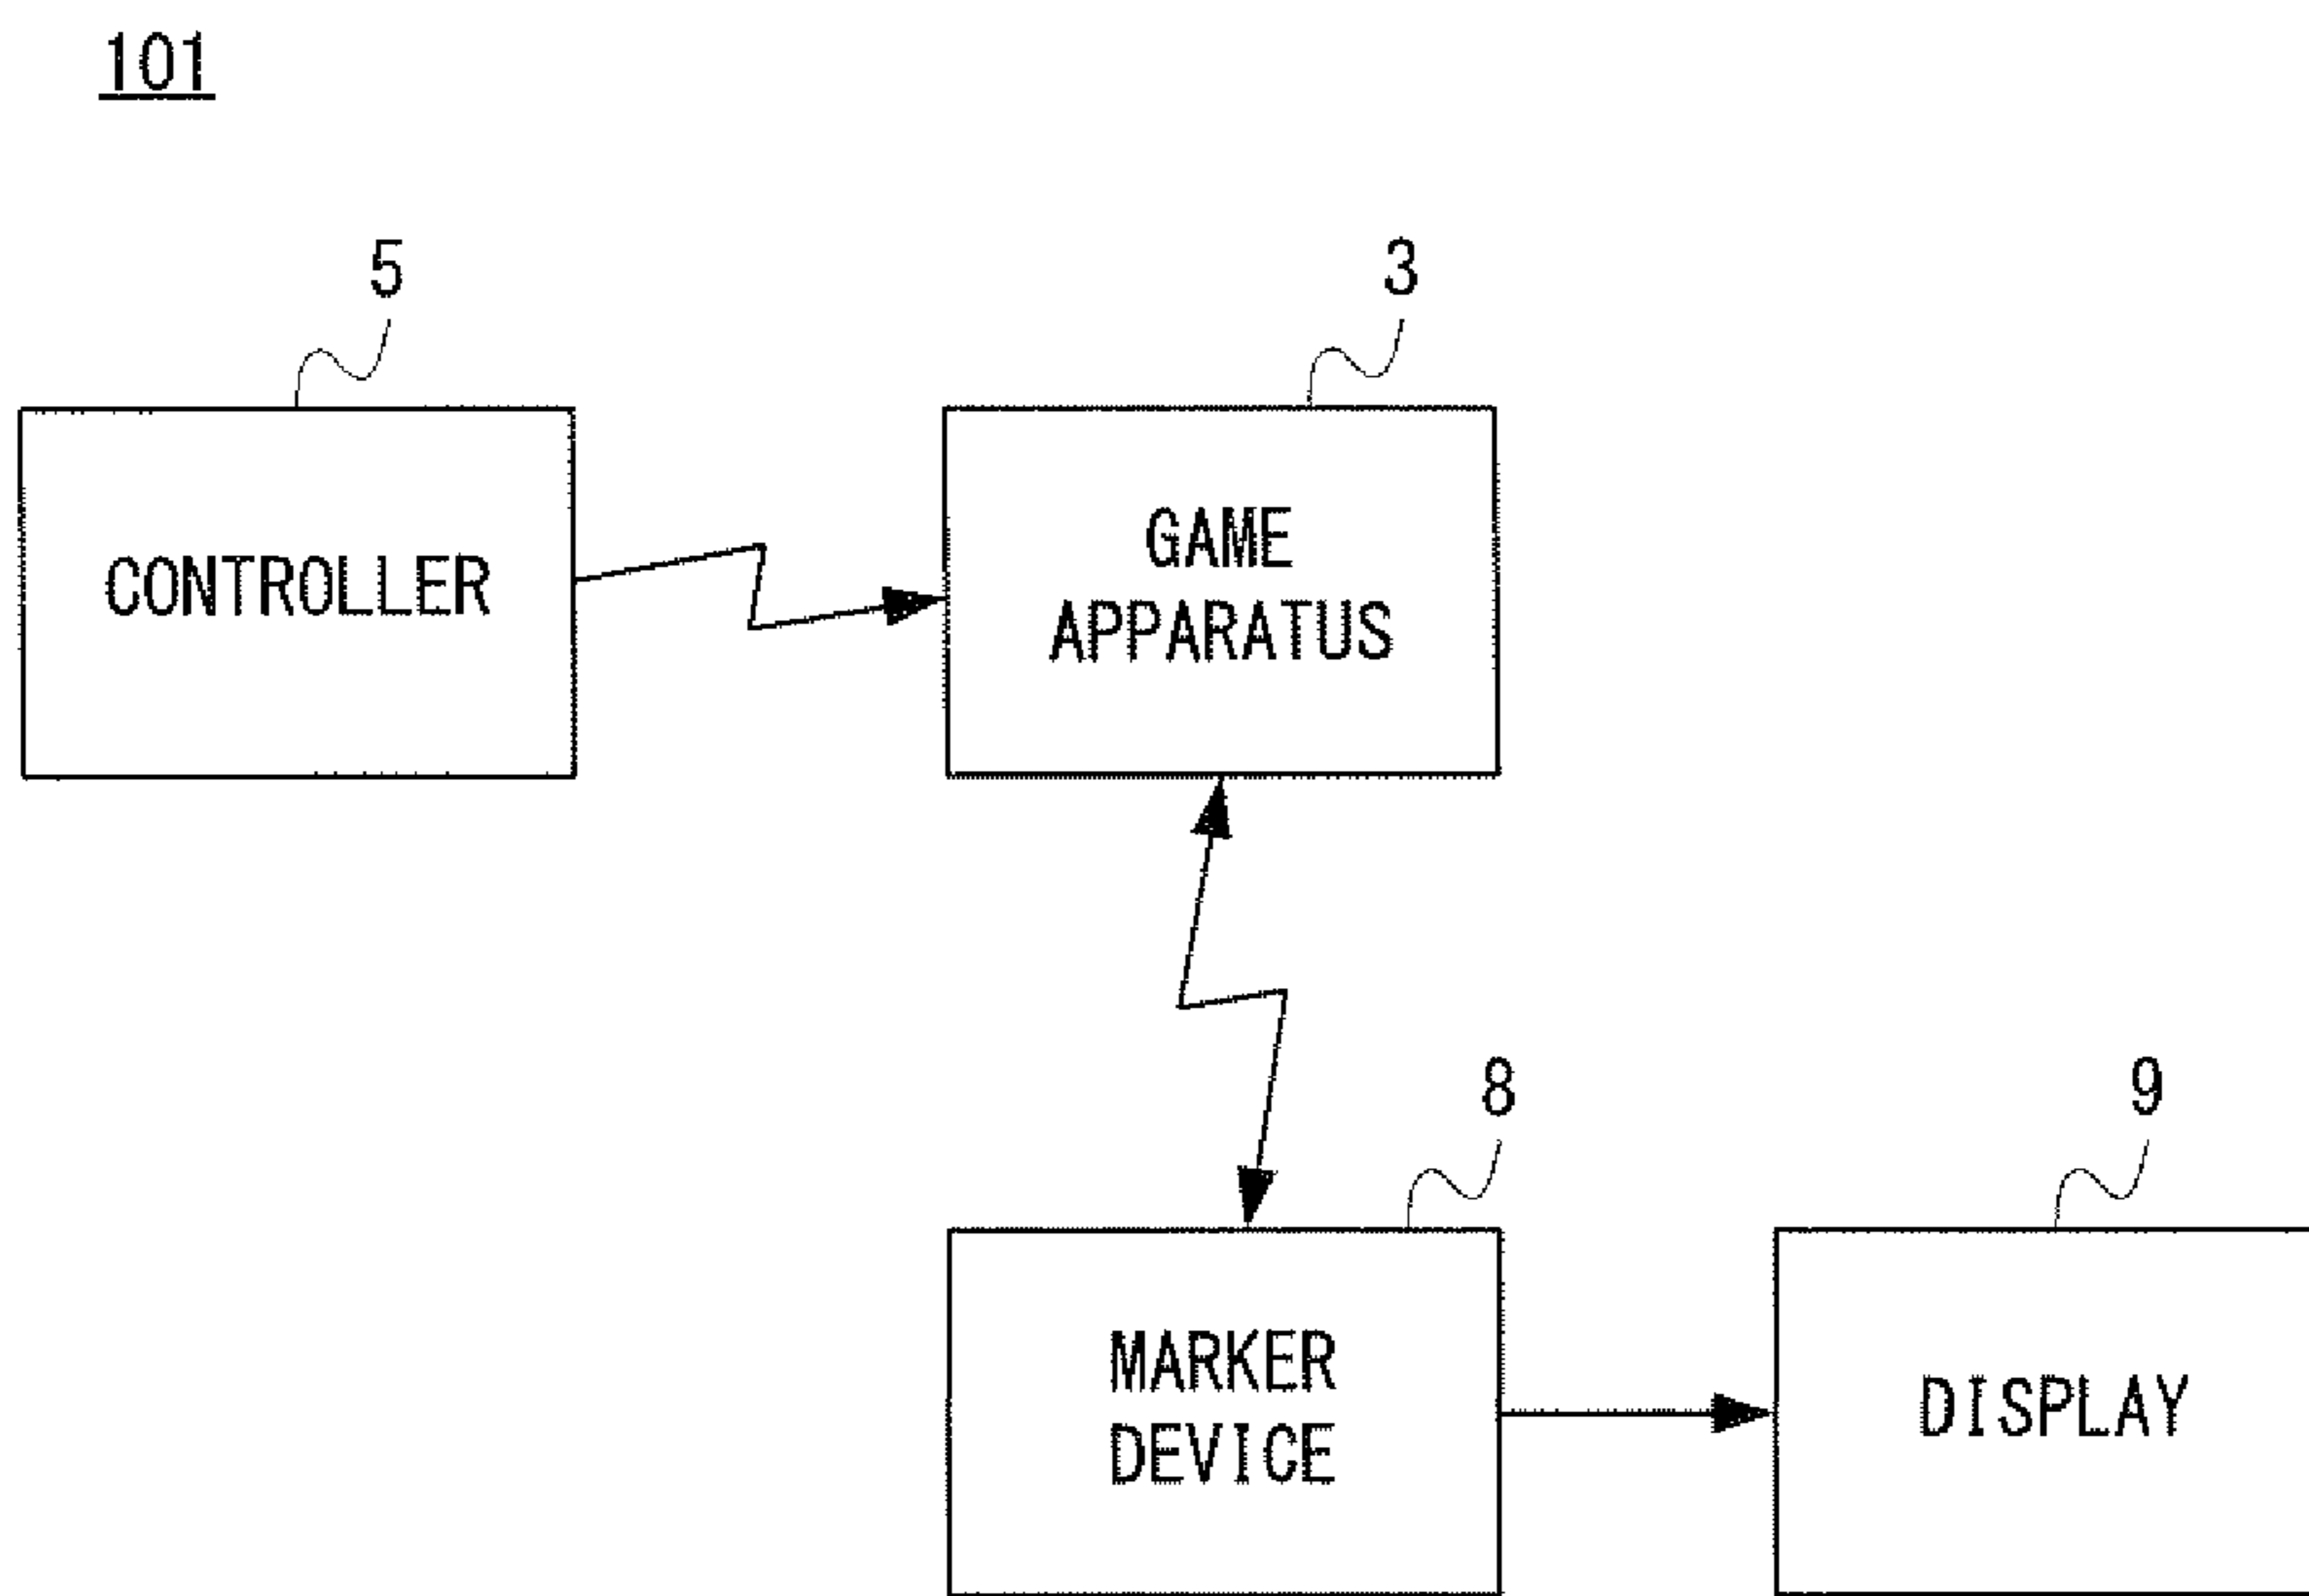 101
5
3
CONTROLLER
GAME
APPARATUS
8
9
MARKER
DEVICE
DISPLAY